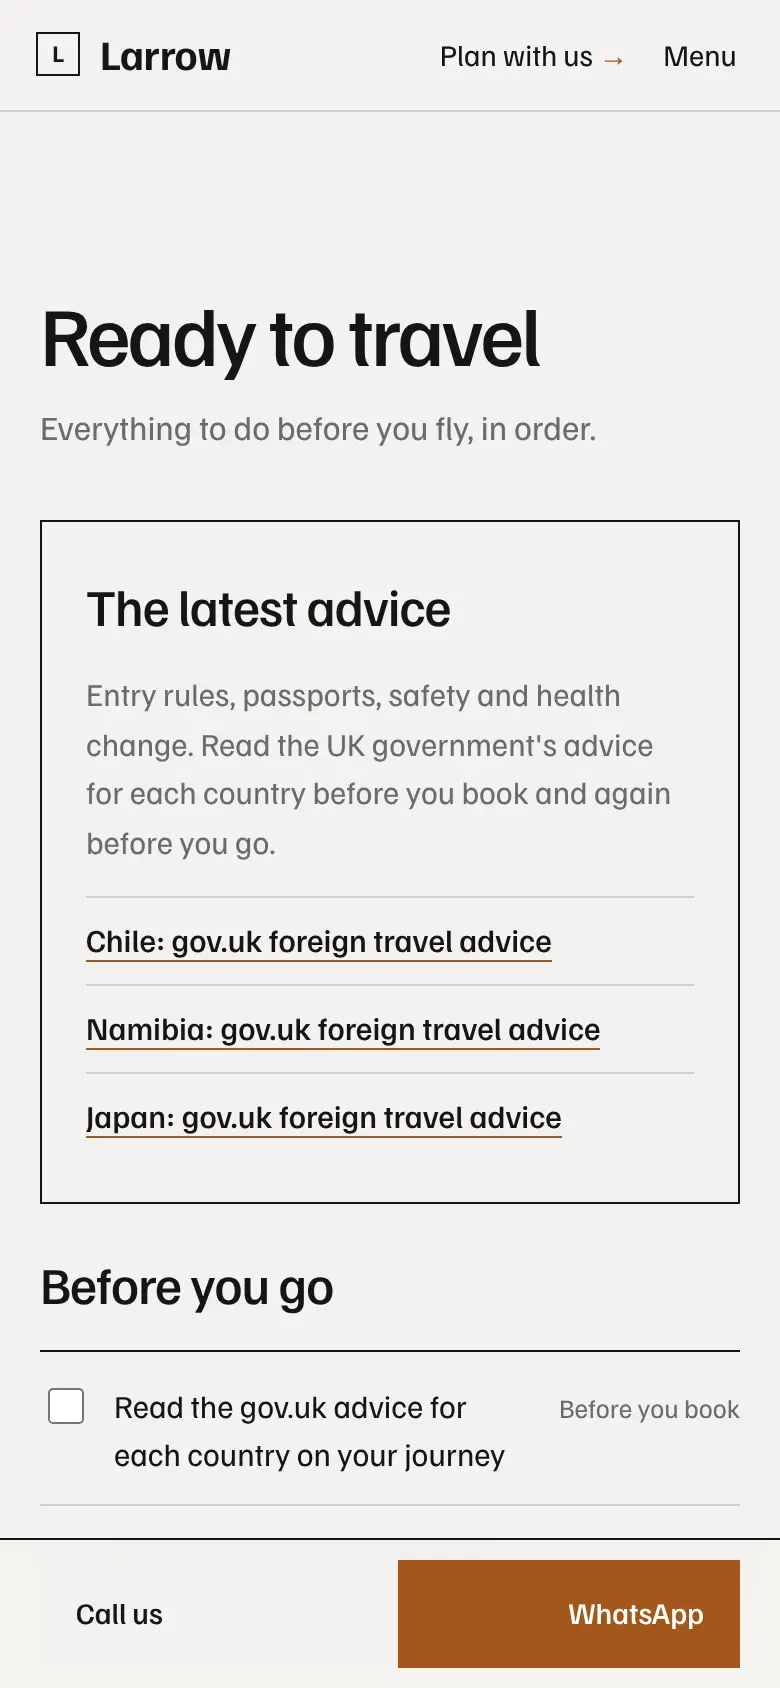 L Larrow Plan with us → Menu
Ready to travel
Everything to do before you fly, in order.
The latest advice
Entry rules, passports, safety and health
change. Read the UK government's advice
for each country before you book and again
before you go.
Chile: gov.uk foreign travel advice
Namibia: gov.uk foreign travel advice
Japan: gov.uk foreign travel advice
Before you go
Read the gov.uk advice for Before you book
each country on your journey
Call us WhatsApp